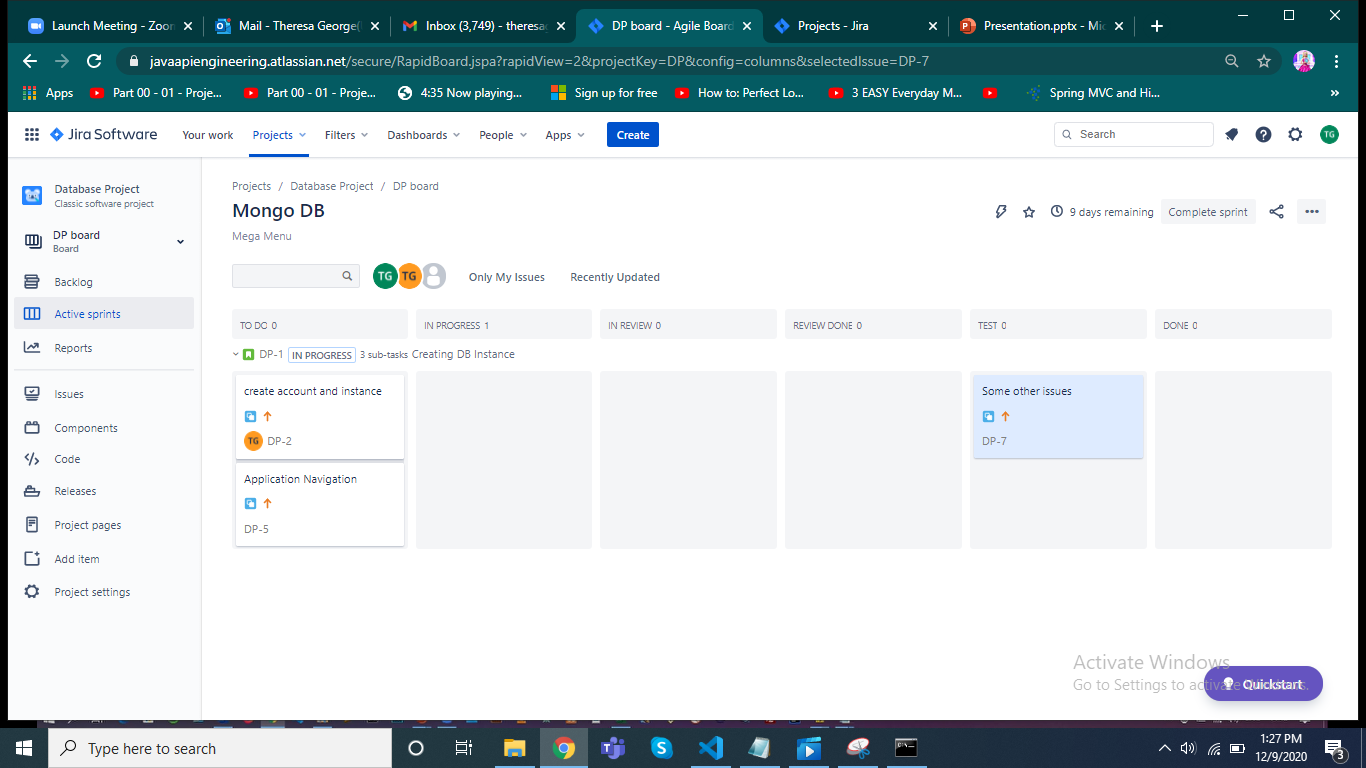 Launch Meeting - Zoom
Mail - Theresa George(
Inbox (3,749) - theresag
DP board - Agile Board
Projects - Jira
Presentation.pptx - Mic
javaapiengineering.atlassian.net/secure/RapidBoard.jspa?rapidView=2&projectKey=DP&config=columns&selectedIssue=DP-7
Apps
Part 00 - 01 - Proje...
Part 00 - 01 - Proje...
4:35 Now playing...
Sign up for free
How to: Perfect Lo...
3 EASY Everyday M...
Spring MVC and Hi...
»
Jira Software
Your work
Projects
Filters
Dashboards
People
Apps
Create
Search
TG
Database Project
Classic software project
DP board
Board
Backlog
Active sprints
Reports
Issues
Components
Code
Releases
Project pages
Add item
Project settings
Projects / Database Project / DP board
Mongo DB
9 days remaining
Complete sprint
Mega Menu
TG TG
Only My Issues
Recently Updated
TO DO 0
IN PROGRESS 1
IN REVIEW 0
REVIEW DONE 0
TEST 0
DONE 0
DP-1 IN PROGRESS 3 sub-tasks Creating DB Instance
create account and instance
TG DP-2
Application Navigation
DP-5
Some other issues
DP-7
Activate Windows
Go to Settings to activate Windows.
Quickstart
Type here to search
1:27 PM
12/9/2020
3